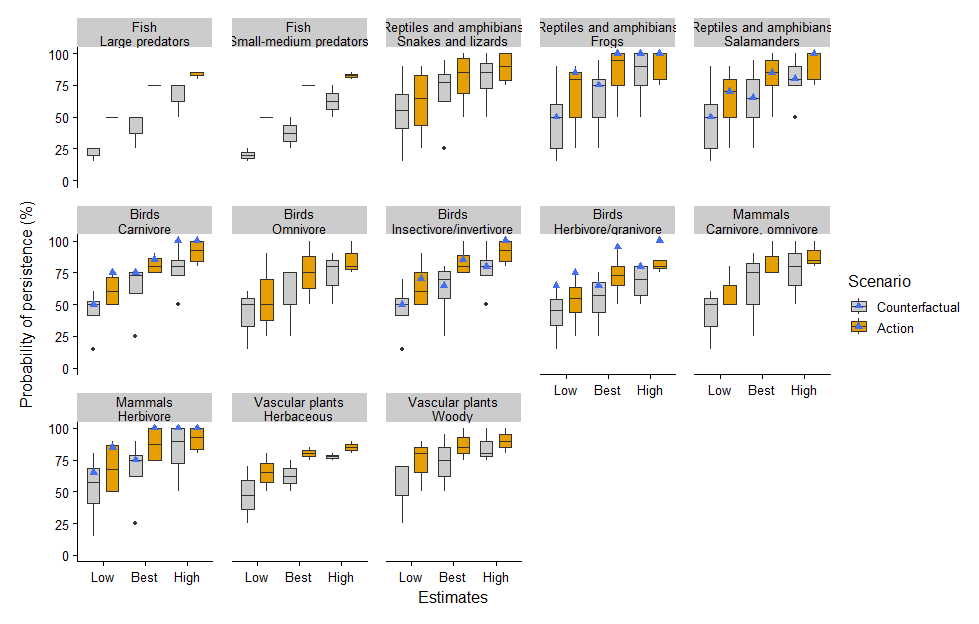 Fish
Large predators
Fish
Small-medium predators
Reptiles and amphibians
Snakes and lizards
Reptiles and amphibians
Frogs
Reptiles and amphibians
Salamanders
100
75
50
25
0
Birds
Carnivore
Birds
Omnivore
Birds
Insectivore/invertivore
Birds
Herbivore/granivore
Mammals
Carnivore, omnivore
100
75
50
25
0
Low Best High
Low Best High
Mammals
Herbivore
Vascular plants
Herbaceous
Vascular plants
Woody
100
75
50
25
0
Low Best High
Low Best High
Low Best High
Estimates
Probability of persistence (%)
Scenario
Counterfactual
Action